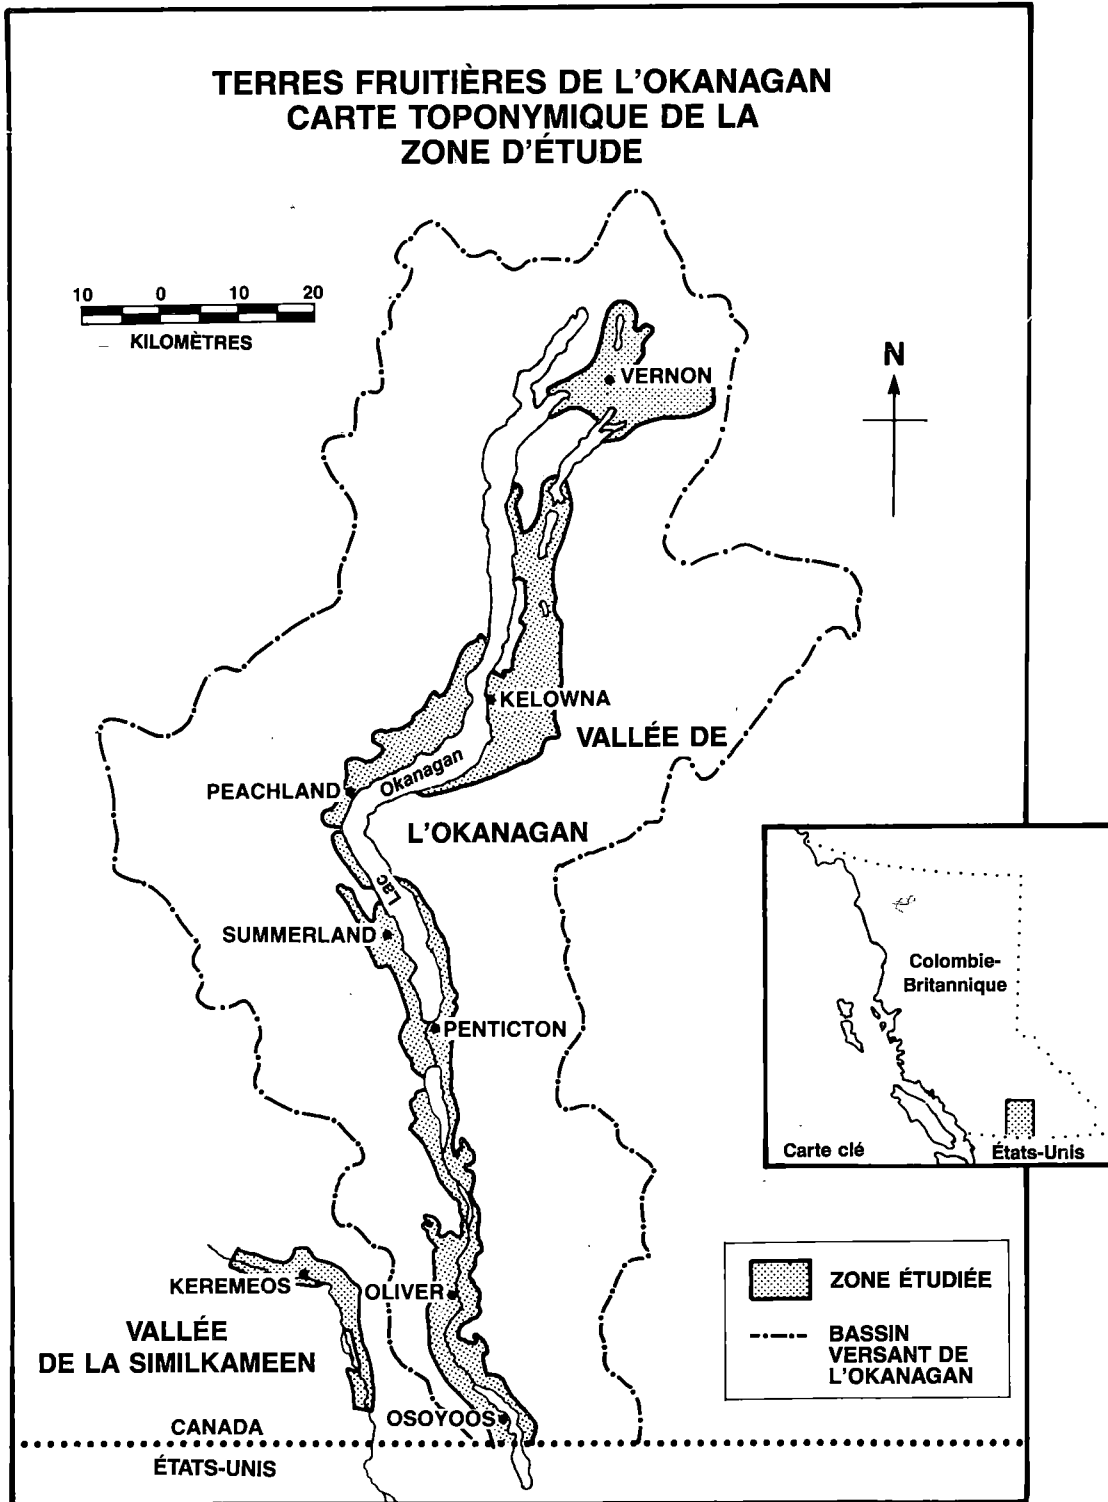 TERRES FRUITIÈRES DE L'OKANAGAN
CARTE TOPONYMIQUE DE LA
ZONE D'ÉTUDE
10 0 10 20
KILOMÈTRES
N
VERNON
KELOWNA
VALLÉE DE
Okanagan
PEACHLAND
L'OKANAGAN
Lac
SUMMERLAND
PENTICTON
Colombie-
Britannique
Carte clé
États-Unis
KEREMEOS
OLIVER
VALLÉE
DE LA SIMILKAMEEN
OSOYOOS
CANADA
ÉTATS-UNIS
ZONE ÉTUDIÉE
BASSIN
VERSANT DE
L'OKANAGAN